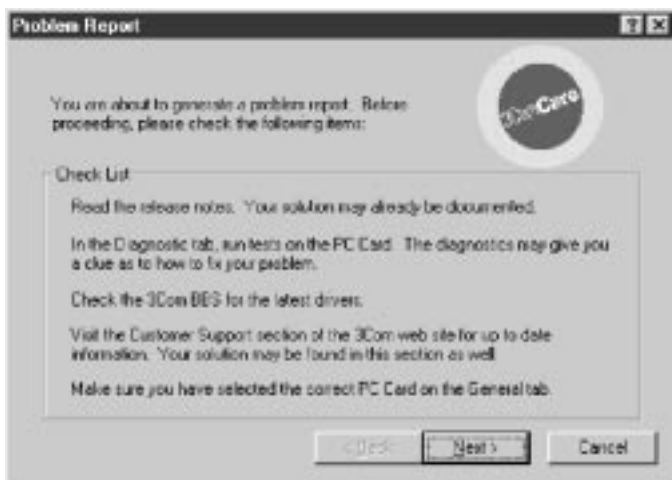 Problem Report
You are about to generate a problem report. Before
proceeding, please check the following items:
3ComCare
Check List
Read the release notes. Your solution may already be documented.
In the Diagnostic tab, run tests on the PC Card. The diagnostics may give you
a clue as to how to fix your problem.
Check the 3Com BBS for the latest drivers.
Visit the Customer Support section of the 3Com web site for up to date
information. Your solution may be found in this section as well.
Make sure you have selected the correct PC Card on the General tab.
< Back
Next >
Cancel